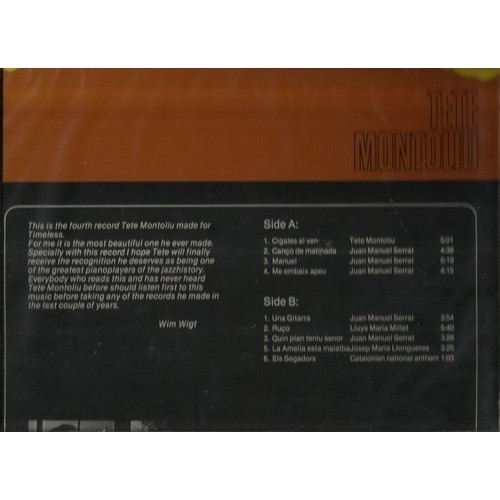 TETE
MONTOLIU
This is the fourth record Tete Montoliu made for
Timeless.
For me it is the most beautiful one he ever made.
Specially with this record I hope Tete will finally
receive the recognition he deserves as being one
of the greatest pianoplayers of the jazzhistory.
Everybody who reads this and has never heard
Tete Montoliu before should listen first to this
music before taking any of the records he made in
the last couple of years.
Wim Wigt
Side A:
1. Cigales al ven Tete Montoliu 5:01
2. Canço de matinada Juan Manuel Serrat 4:38
3. Manuel Juan Manuel Serrat 5:19
4. Me embaix apeu Juan Manuel Serrat 4:15
Side B:
1. Una Gitarra Juan Manuel Serrat 3:54
2. Ruço Lluys Maria Millet 5:40
3. Quin plan teniu senor Juan Manuel Serrat 3:28
5. La Amelia esta malaltia Josep Maria Llongueres 3:25
6. Els Segadors Catalonian national anthem 1:03